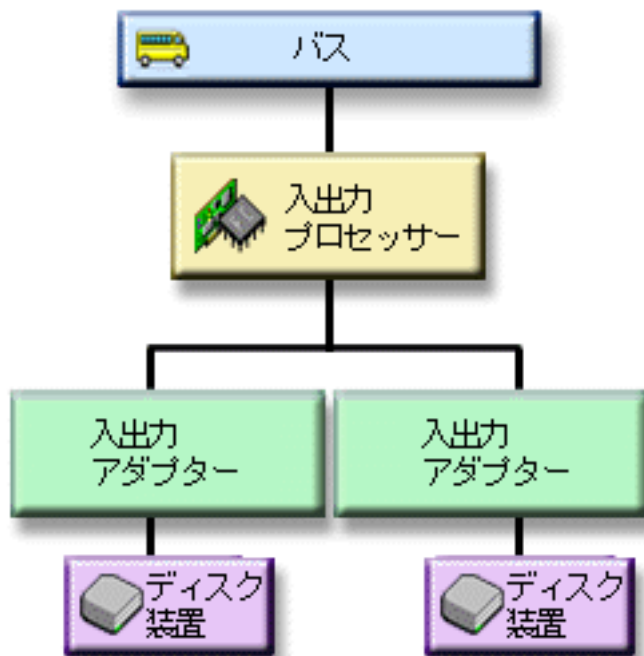 バス
入出力
プロセッサー
入出力
アダプター
入出力
アダプター
ディスク
装置
ディスク
装置